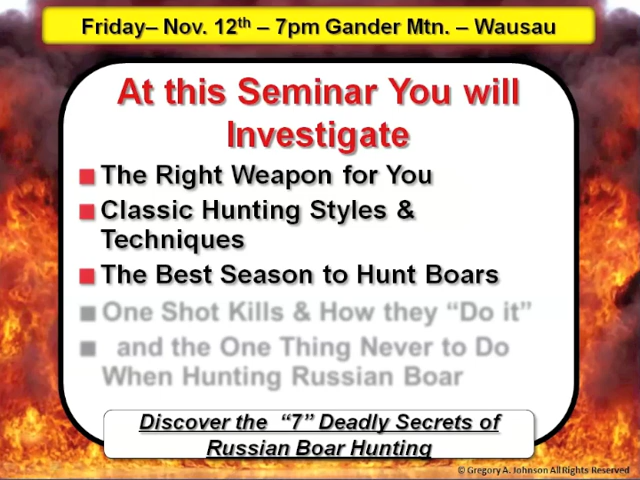 Friday– Nov. 12th – 7pm Gander Mtn. – Wausau
At this Seminar You will
Investigate
The Right Weapon for You
Classic Hunting Styles &
Techniques
The Best Season to Hunt Boars
One Shot Kills & How they “Do it”
and the One Thing Never to Do
When Hunting Russian Boar
Discover the “7” Deadly Secrets of
Russian Boar Hunting
© Gregory A. Johnson All Rights Reserved